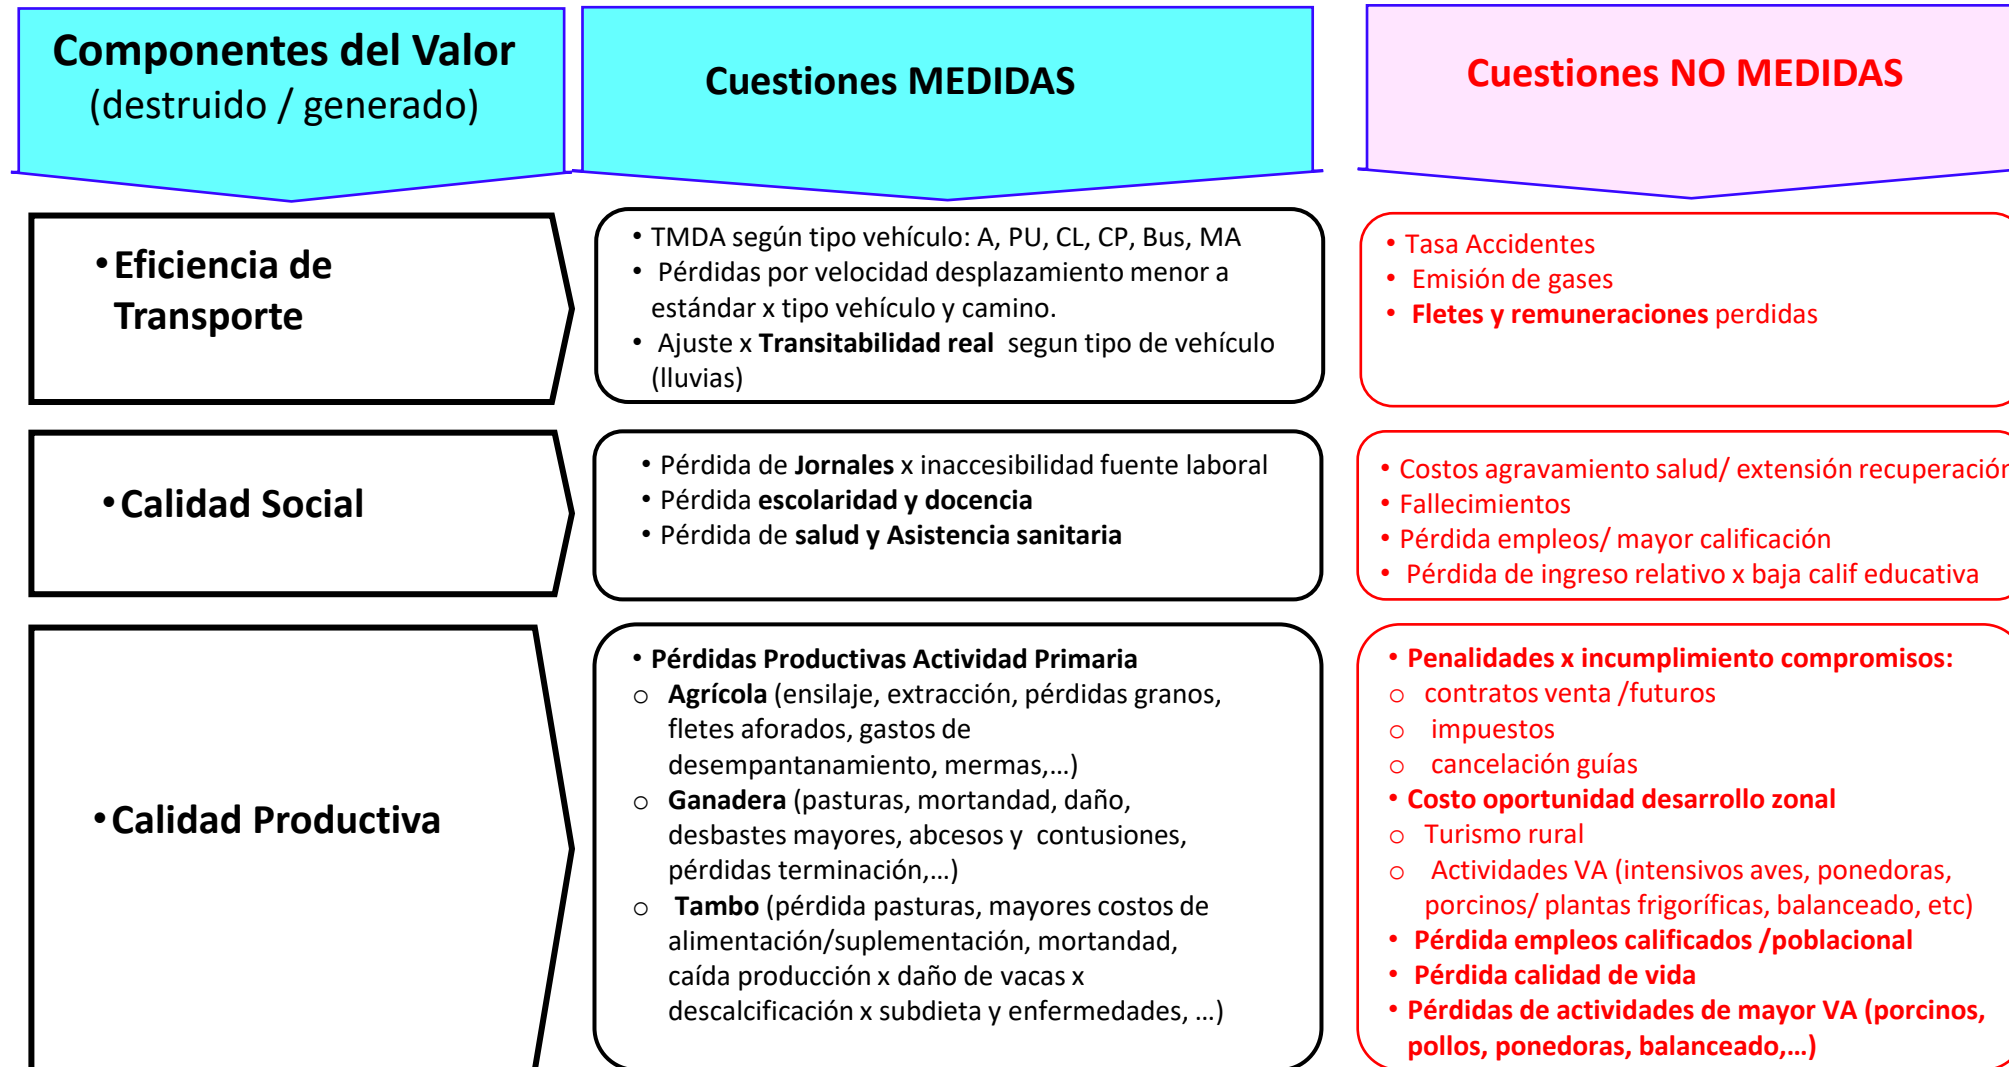 Componentes del Valor
(destruido / generado)
Cuestiones MEDIDAS
Cuestiones NO MEDIDAS
• Eficiencia de
Transporte
• TMDA según tipo vehículo: A, PU, CL, CP, Bus, MA
• Pérdidas por velocidad desplazamiento menor a
estándar x tipo vehículo y camino.
• Ajuste x Transitabilidad real segun tipo de vehículo
(lluvias)
• Tasa Accidentes
• Emisión de gases
• Fletes y remuneraciones perdidas
• Calidad Social
• Pérdida de Jornales x inaccesibilidad fuente laboral
• Pérdida escolaridad y docencia
• Pérdida de salud y Asistencia sanitaria
• Costos agravamiento salud/ extensión recuperación
• Fallecimientos
• Pérdida empleos/ mayor calificación
• Pérdida de ingreso relativo x baja calif educativa
• Calidad Productiva
• Pérdidas Productivas Actividad Primaria
o Agrícola (ensilaje, extracción, pérdidas granos,
fletes aforados, gastos de
desempantanamiento, mermas,...)
o Ganadera (pasturas, mortandad, daño,
desbastes mayores, abcesos y contusiones,
pérdidas terminación,...)
o Tambo (pérdida pasturas, mayores costos de
alimentación/suplementación, mortandad,
caída producción x daño de vacas x
descalcificación x subdieta y enfermedades, ...)
• Penalidades x incumplimiento compromisos:
o contratos venta /futuros
o impuestos
o cancelación guías
• Costo oportunidad desarrollo zonal
o Turismo rural
o Actividades VA (intensivos aves, ponedoras,
porcinos/ plantas frigoríficas, balanceado, etc)
• Pérdida empleos calificados /poblacional
• Pérdida calidad de vida
• Pérdidas de actividades de mayor VA (porcinos,
pollos, ponedoras, balanceado,...)